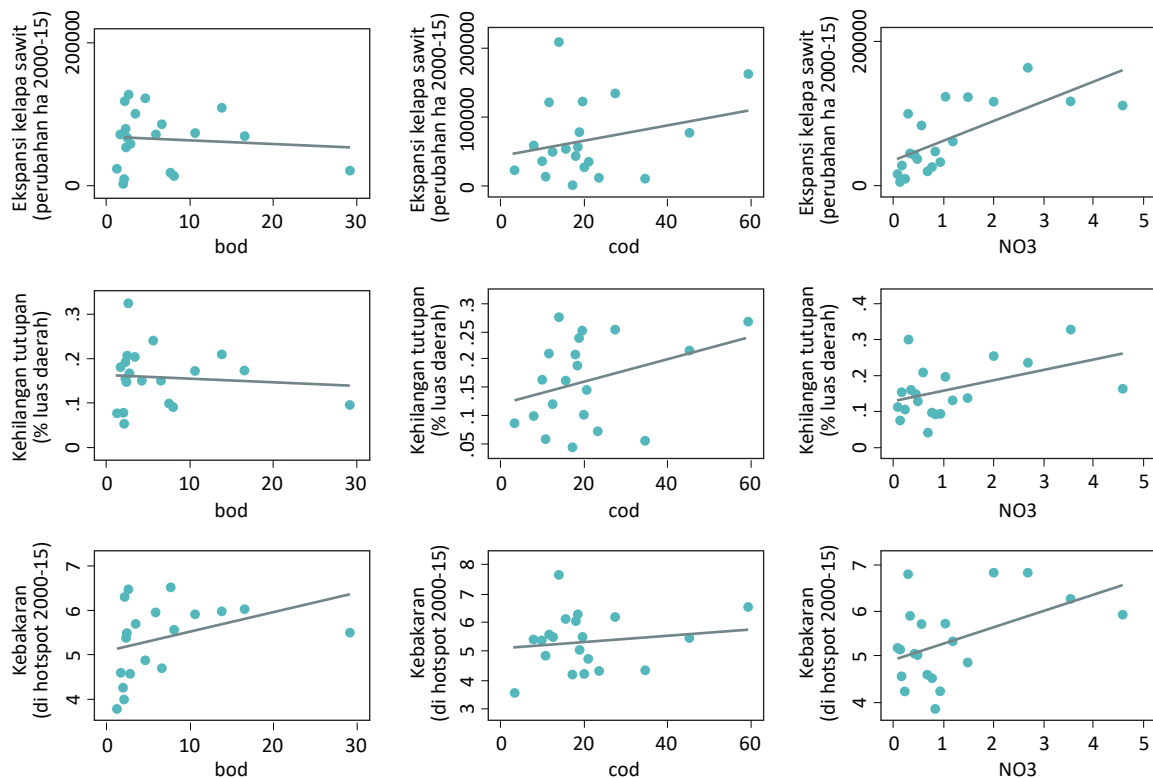 Ekspansi kelapa sawit
(perubahan ha 2000-15)
200000
0
0
10
20
30
bod
Ekspansi kelapa sawit
(perubahan ha 2000-15)
200000
100000
0
0
20
40
60
cod
Ekspansi kelapa sawit
(perubahan ha 2000-15)
200000
0
0
1
2
3
4
5
NO3
Kehilangan tutupan
(% luas daerah)
.3
.2
.1
0
0
10
20
30
bod
Kehilangan tutupan
(% luas daerah)
.3
.25
.2
.15
.1
.05
0
20
40
60
cod
Kehilangan tutupan
(% luas daerah)
.4
.3
.2
.1
0
0
1
2
3
4
5
NO3
Kebakaran
(di hotspot 2000-15)
7
6
5
4
0
10
20
30
bod
Kebakaran
(di hotspot 2000-15)
8
7
6
5
4
3
0
20
40
60
cod
Kebakaran
(di hotspot 2000-15)
7
6
5
4
0
1
2
3
4
5
NO3